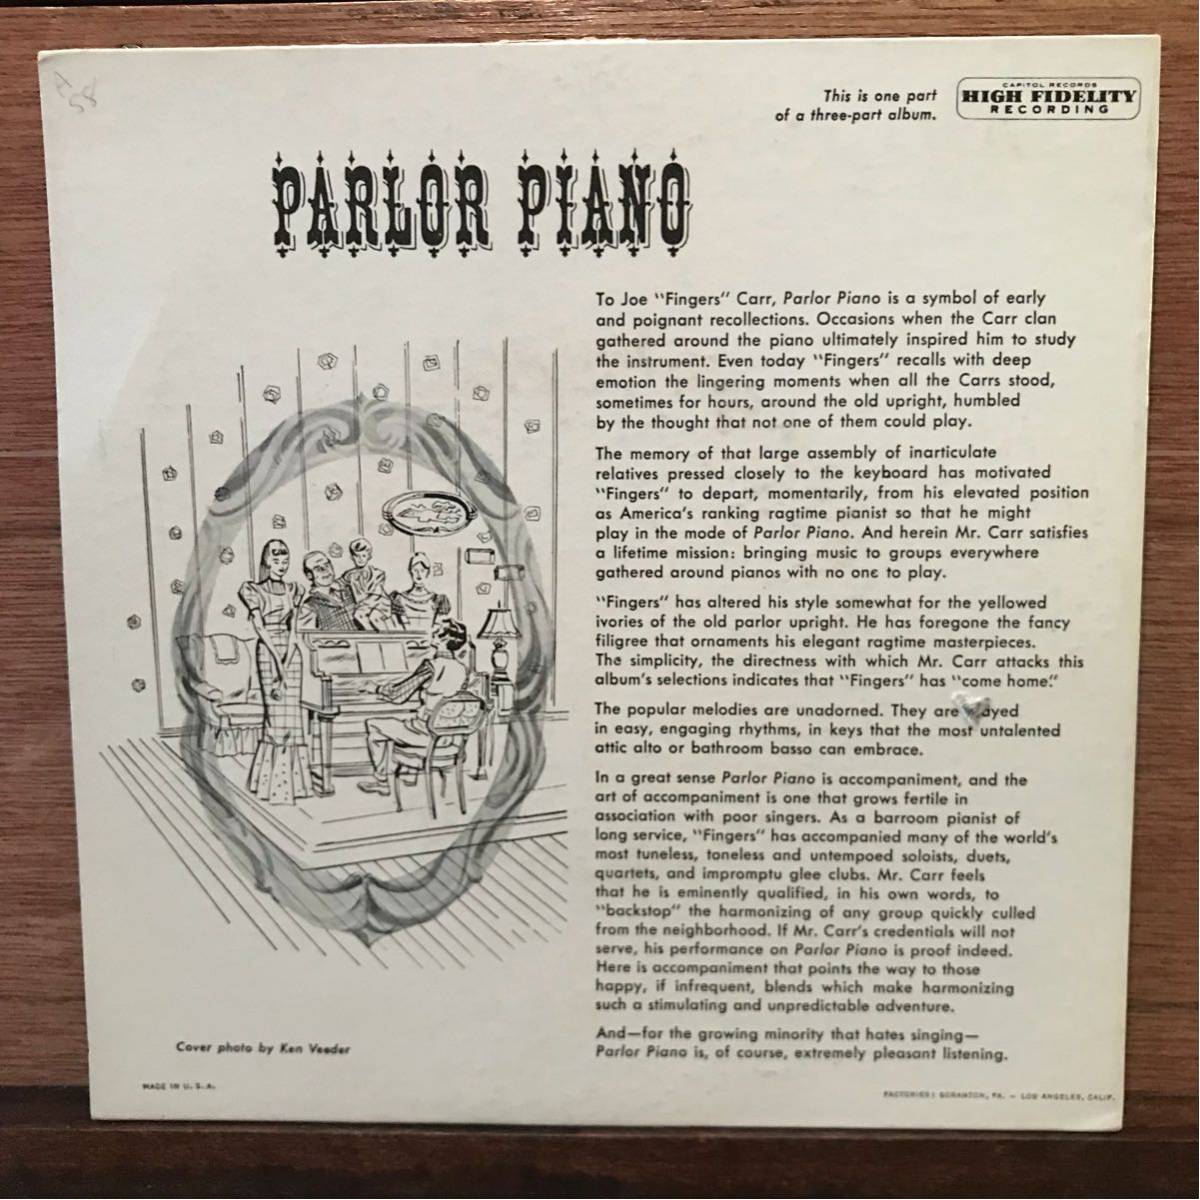 A
58
This is one part
of a three-part album.
CAPITOL RECORDS
HIGH FIDELITY
RECORDING
PARLOR PIANO
To Joe "Fingers" Carr, Parlor Piano is a symbol of early
and poignant recollections. Occasions when the Carr clan
gathered around the piano ultimately inspired him to study
the instrument. Even today "Fingers" recalls with deep
emotion the lingering moments when all the Carrs stood,
sometimes for hours, around the old upright, humbled
by the thought that not one of them could play.
The memory of that large assembly of inarticulate
relatives pressed closely to the keyboard has motivated
"Fingers" to depart, momentarily, from his elevated position
as America's ranking ragtime pianist so that he might
play in the mode of Parlor Piano. And herein Mr. Carr satisfies
a lifetime mission: bringing music to groups everywhere
gathered around pianos with no one to play.
"Fingers" has altered his style somewhat for the yellowed
ivories of the old parlor upright. He has foregone the fancy
filigree that ornaments his elegant ragtime masterpieces.
The simplicity, the directness with which Mr. Carr attacks this
album's selections indicates that "Fingers" has "come home."
The popular melodies are unadorned. They are played
in easy, engaging rhythms, in keys that the most untalented
attic alto or bathroom basso can embrace.
In a great sense Parlor Piano is accompaniment, and the
art of accompaniment is one that grows fertile in
association with poor singers. As a barroom pianist of
long service, "Fingers" has accompanied many of the world's
most tuneless, toneless and untempoed soloists, duets,
quartets, and impromptu glee clubs. Mr. Carr feels
that he is eminently qualified, in his own words, to
"backstop" the harmonizing of any group quickly culled
from the neighborhood. If Mr. Carr's credentials will not
serve, his performance on Parlor Piano is proof indeed.
Here is accompaniment that points the way to those
happy, if infrequent, blends which make harmonizing
such a stimulating and unpredictable adventure.
And—for the growing minority that hates singing—
Parlor Piano is, of course, extremely pleasant listening.
Cover photo by Ken Veeder
MADE IN U. S. A.
FACTORIES: SCRANTON, PA. — LOS ANGELES, CALIF.